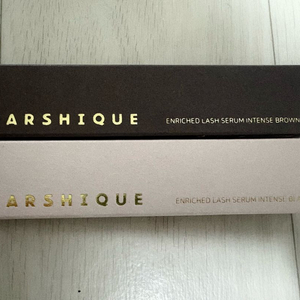 ARSHIQUE
ENRICHED LASH SERUM INTENSE BROWN
ARSHIQUE
ENRICHED LASH SERUM INTENSE